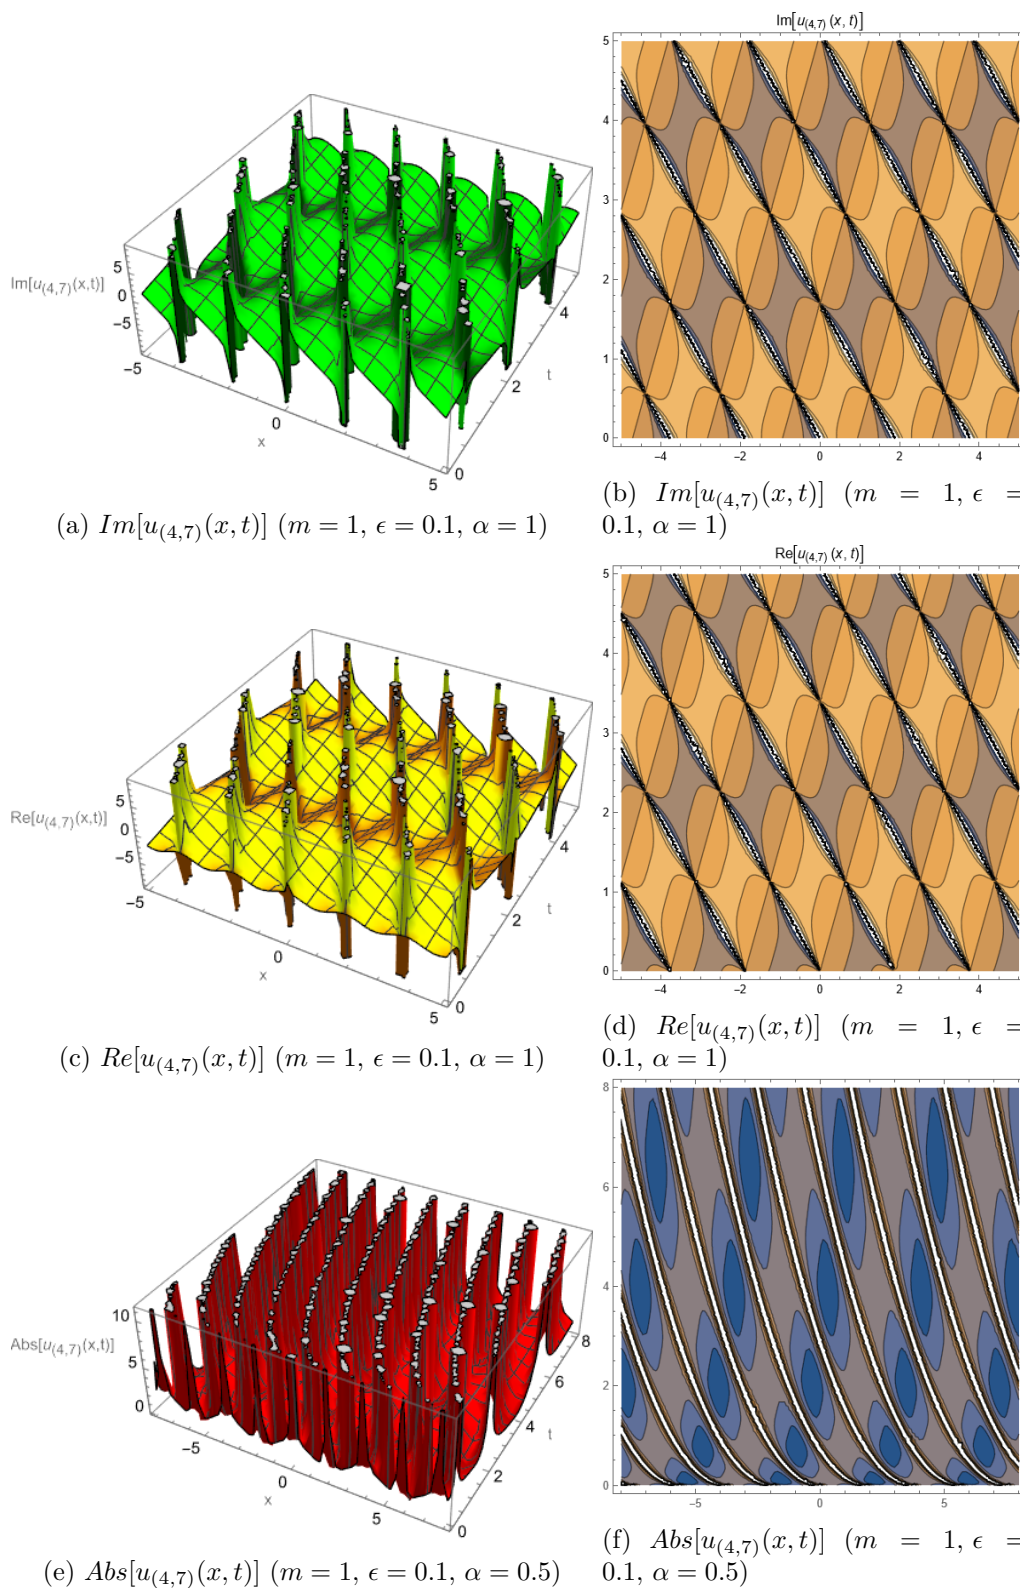 Im[u(4,7)(x,t)]
5
0
−5
−5
0
5
x
0
2
4
t
(a) Im[u(4,7)(x, t)] (m = 1, ϵ = 0.1, α = 1)
Im[u(4,7) (x, t)]
5
4
3
2
1
0
−4 −2 0 2 4
(b) Im[u(4,7)(x, t)] (m = 1, ϵ =
0.1, α = 1)
Re[u(4,7)(x,t)]
5
0
−5
−5
0
5
x
0
2
4
t
(c) Re[u(4,7)(x, t)] (m = 1, ϵ = 0.1, α = 1)
Re[u(4,7) (x, t)]
5
4
3
2
1
0
−4 −2 0 2 4
(d) Re[u(4,7)(x, t)] (m = 1, ϵ =
0.1, α = 1)
Abs[u(4,7)(x,t)]
10
5
0
−5
0
5
x
0
2
4
6
8
t
(e) Abs[u(4,7)(x, t)] (m = 1, ϵ = 0.1, α = 0.5)
8
6
4
2
0
−5 0 5
(f) Abs[u(4,7)(x, t)] (m = 1, ϵ =
0.1, α = 0.5)